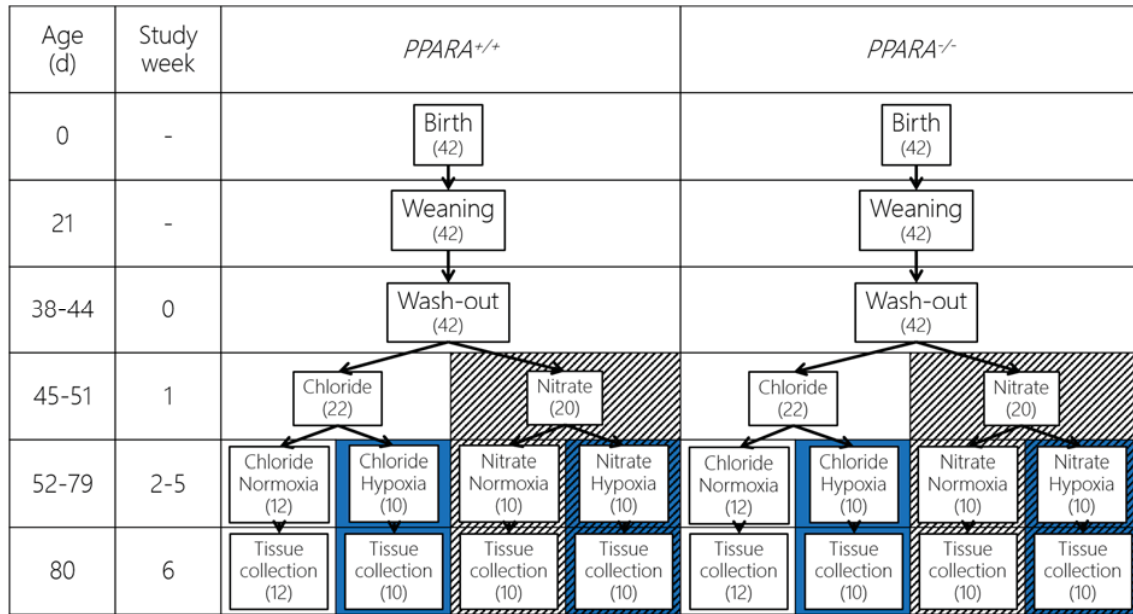 Age
(d)
Study
week
PPARA+/+
PPARA-/-
0
-
Birth
(42)
Birth
(42)
21
-
Weaning
(42)
Weaning
(42)
38-44
0
Wash-out
(42)
Wash-out
(42)
45-51
1
Chloride
(22)
Nitrate
(20)
Chloride
(22)
Nitrate
(20)
52-79
2-5
Chloride
Normoxia
(12)
Chloride
Hypoxia
(10)
Nitrate
Normoxia
(10)
Nitrate
Hypoxia
(10)
Chloride
Normoxia
(12)
Chloride
Hypoxia
(10)
Nitrate
Normoxia
(10)
Nitrate
Hypoxia
(10)
80
6
Tissue
collection
(12)
Tissue
collection
(10)
Tissue
collection
(10)
Tissue
collection
(10)
Tissue
collection
(12)
Tissue
collection
(10)
Tissue
collection
(10)
Tissue
collection
(10)